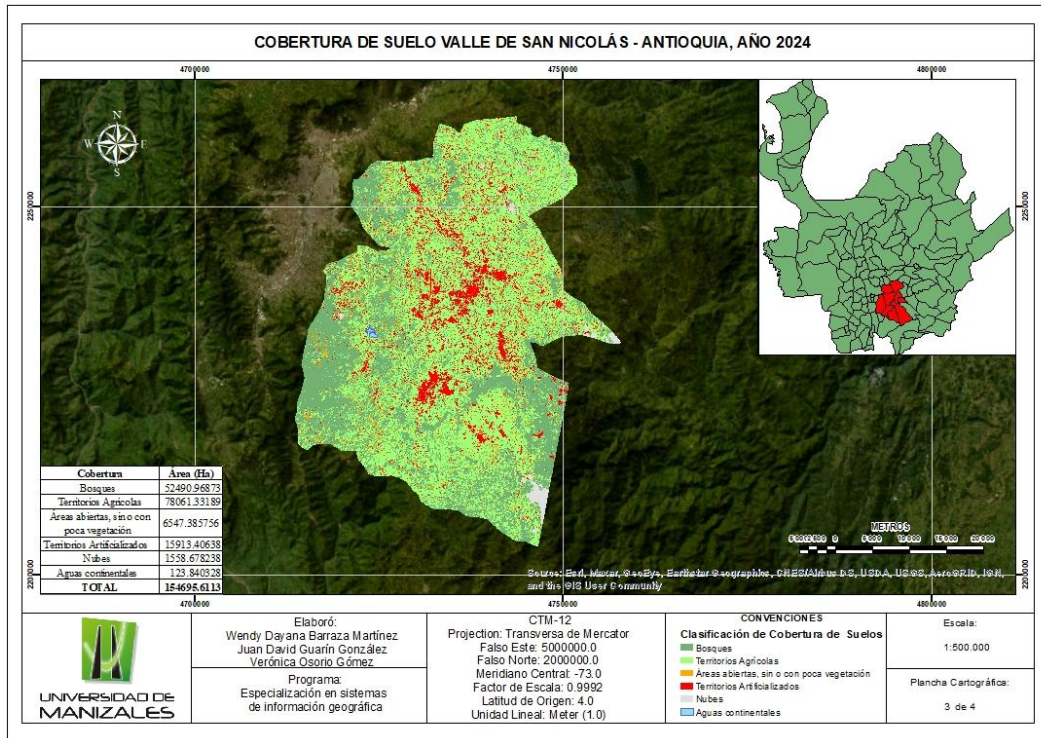 COBERTURA DE SUELO VALLE DE SAN NICOLÁS - ANTIOQUIA, AÑO 2024
4700000
4750000
4800000
N
W E
S
2250000
2250000
Cobertura Área (Ha)
Bosques 52490.96873
Territorios Agrícolas 78061.33189
Áreas abiertas, sin o con
poca vegetación 6547.385756
Territorios Artificializados 15913.40638
Nubes 1558.678238
Aguas continentales 123.840328
TOTAL 154695.6113
METROS
0 5 000 10 000 15 000 20 000
Source: Esri, Maxar, GeoEye, Earthstar Geographics, CNES/Airbus DS, USDA, USGS, AeroGRID, IGN,
and the GIS User Community
2200000
2200000
4700000
4750000
4800000
UNIVERSIDAD DE
MANIZALES
Elaboró:
Wendy Dayana Barraza Martínez
Juan David Guarín González
Verónica Osorio Gómez
Programa:
Especialización en sistemas
de información geográfica
CTM-12
Projection: Transversa de Mercator
Falso Este: 5000000.0
Falso Norte: 2000000.0
Meridiano Central: -73.0
Factor de Escala: 0.9992
Latitud de Origen: 4.0
Unidad Lineal: Meter (1.0)
CONVENCIONES
Clasificación de Cobertura de Suelos
Bosques
Territorios Agrícolas
Áreas abiertas, sin o con poca vegetación
Territorios Artificializados
Nubes
Aguas continentales
Escala:
1:500.000
Plancha Cartográfica:
3 de 4